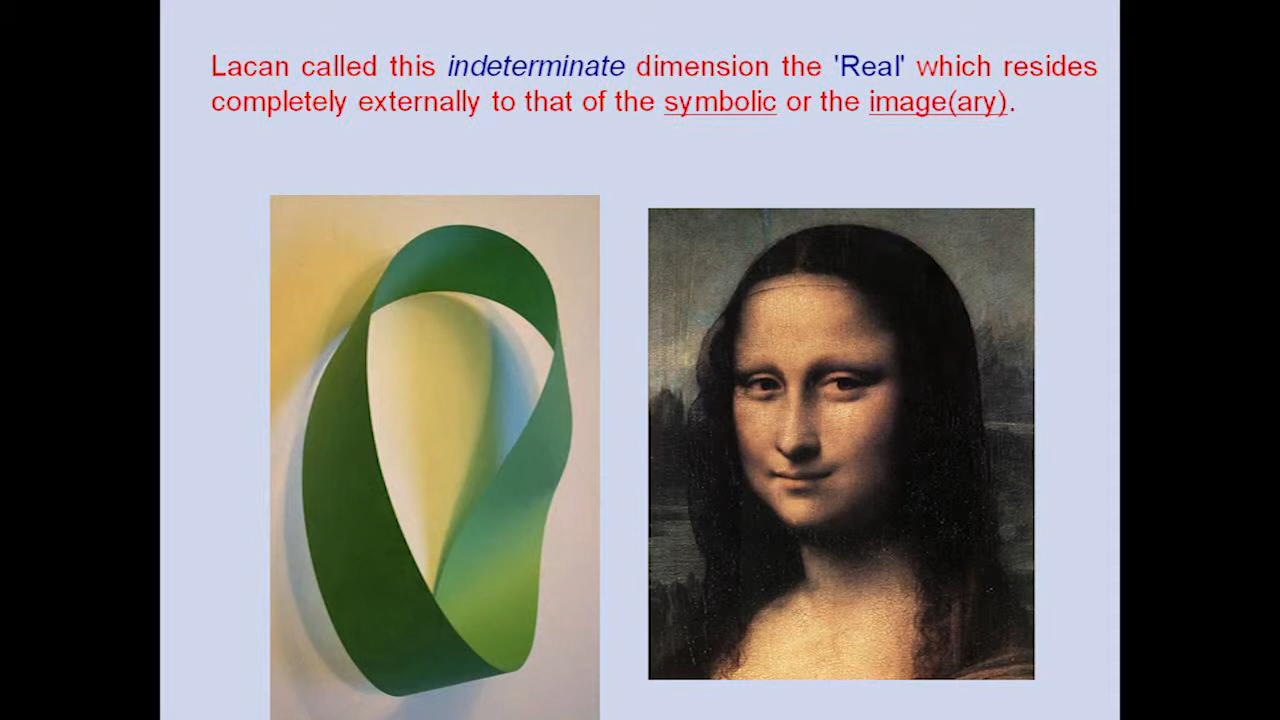 Lacan called this indeterminate dimension the 'Real' which resides
completely externally to that of the symbolic or the image(ary).